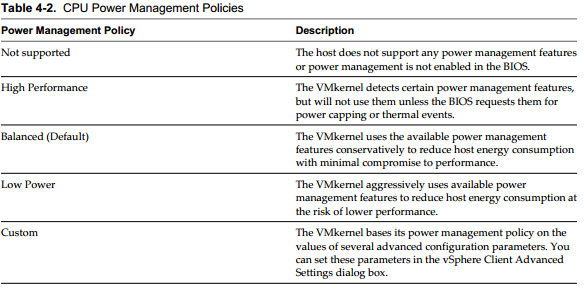 Table 4-2. CPU Power Management Policies
Power Management Policy Description
Not supported The host does not support any power management features
or power management is not enabled in the BIOS.
High Performance The VMkernel detects certain power management features,
but will not use them unless the BIOS requests them for
power capping or thermal events.
Balanced (Default) The VMkernel uses the available power management
features conservatively to reduce host energy consumption
with minimal compromise to performance.
Low Power The VMkernel aggressively uses available power
management features to reduce host energy consumption at
the risk of lower performance.
Custom The VMkernel bases its power management policy on the
values of several advanced configuration parameters. You
can set these parameters in the vSphere Client Advanced
Settings dialog box.